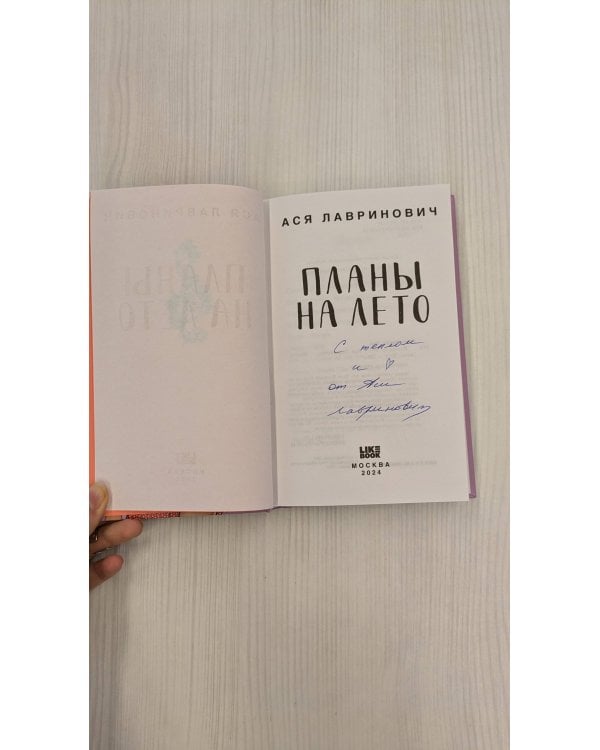 АСЯ ЛАВРИНОВИЧ
ПЛАНЫ
НА ЛЕТО
С теплом
и ♡
от Аси
Лавринович
LIKE
BOOK
МОСКВА
2024